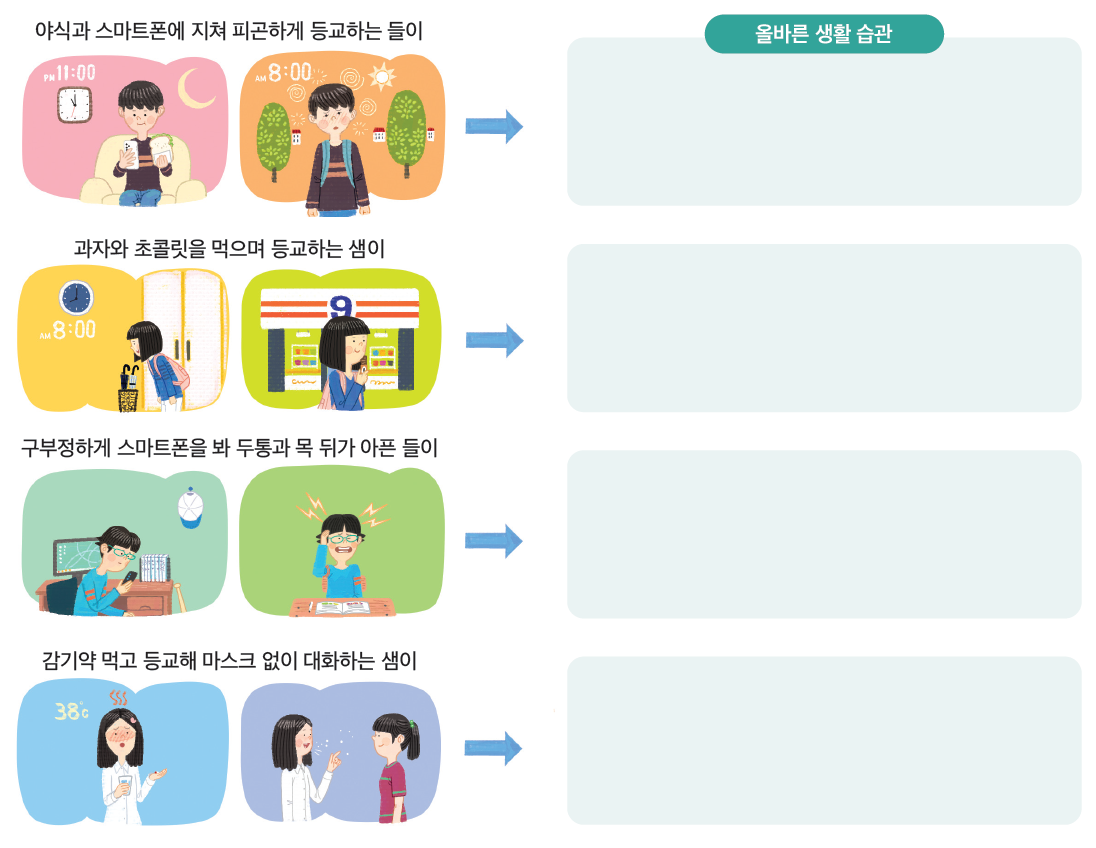 야식과 스마트폰에 지쳐 피곤하게 등교하는 들이
올바른 생활 습관
PM 11:00
AM 8:00
과자와 초콜릿을 먹으며 등교하는 샘이
AM 8:00
9
구부정하게 스마트폰을 봐 두통과 목 뒤가 아픈 들이
감기약 먹고 등교해 마스크 없이 대화하는 샘이
38℃